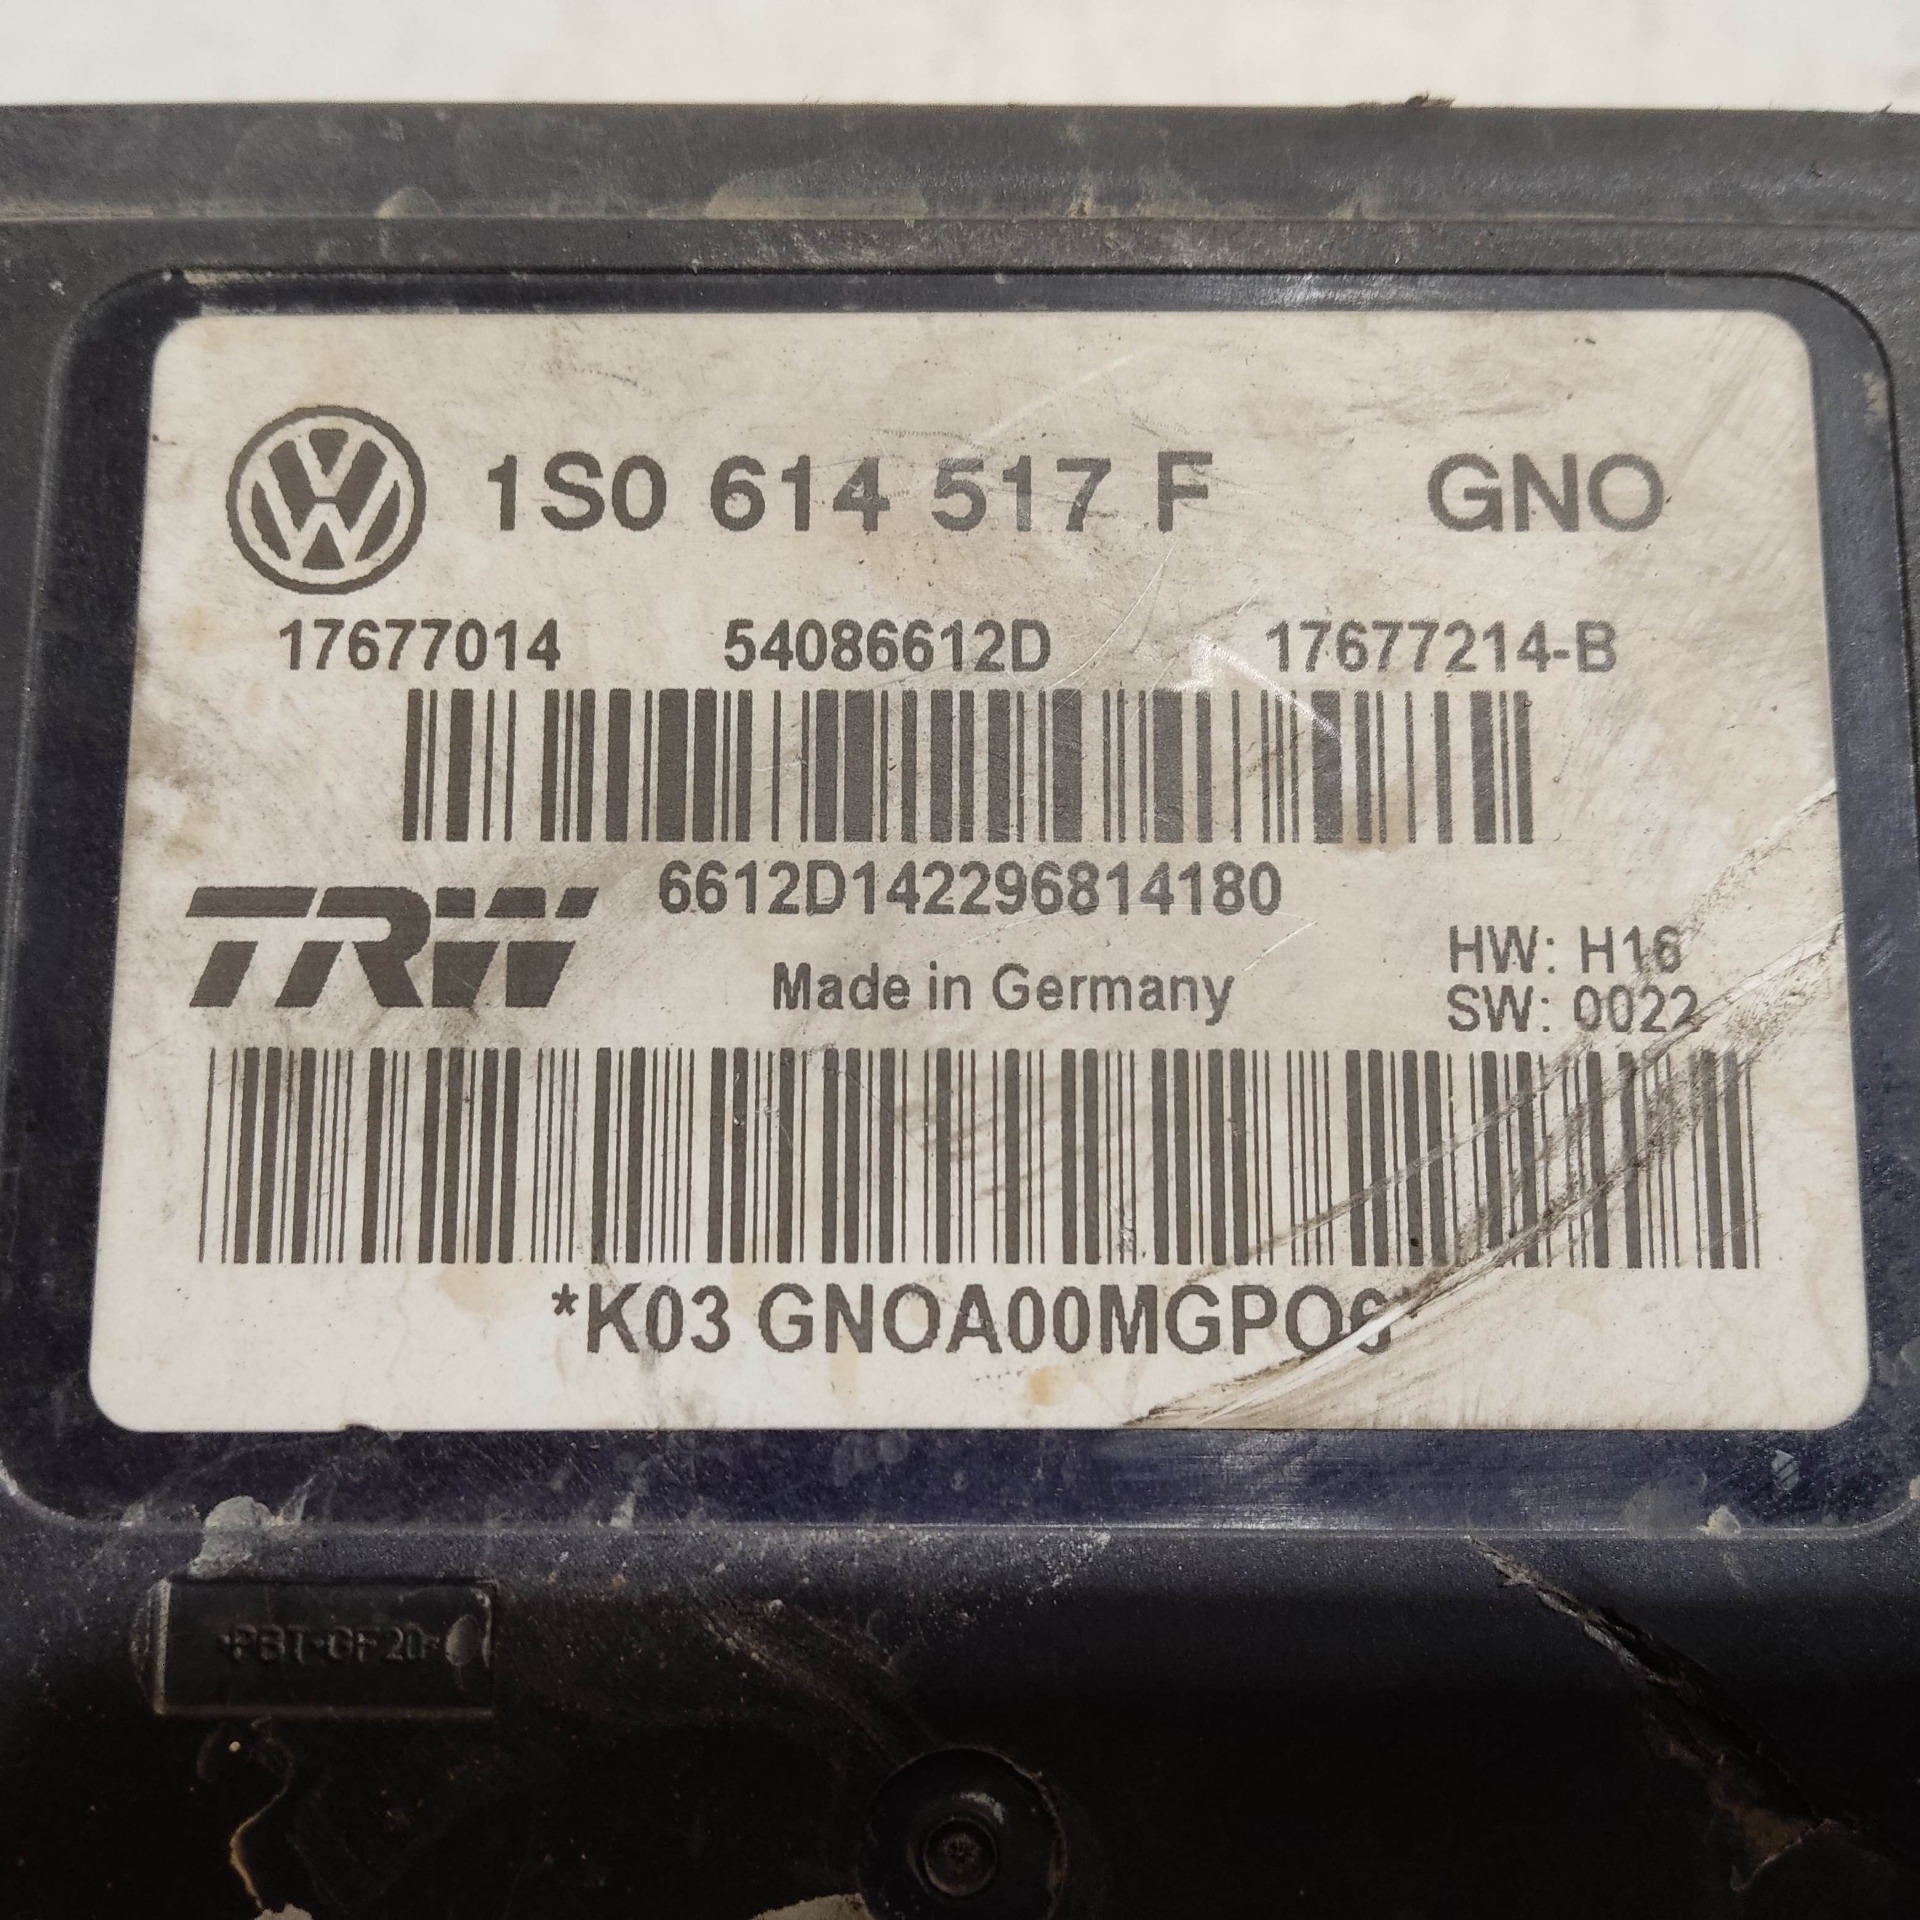 1S0 614 517 F GNO
17677014 54086612D 17677214-B
6612D142296814180
TRW
Made in Germany
HW: H16
SW: 0022
*K03 GNOA00MGPO6*
>PBT-GF20<